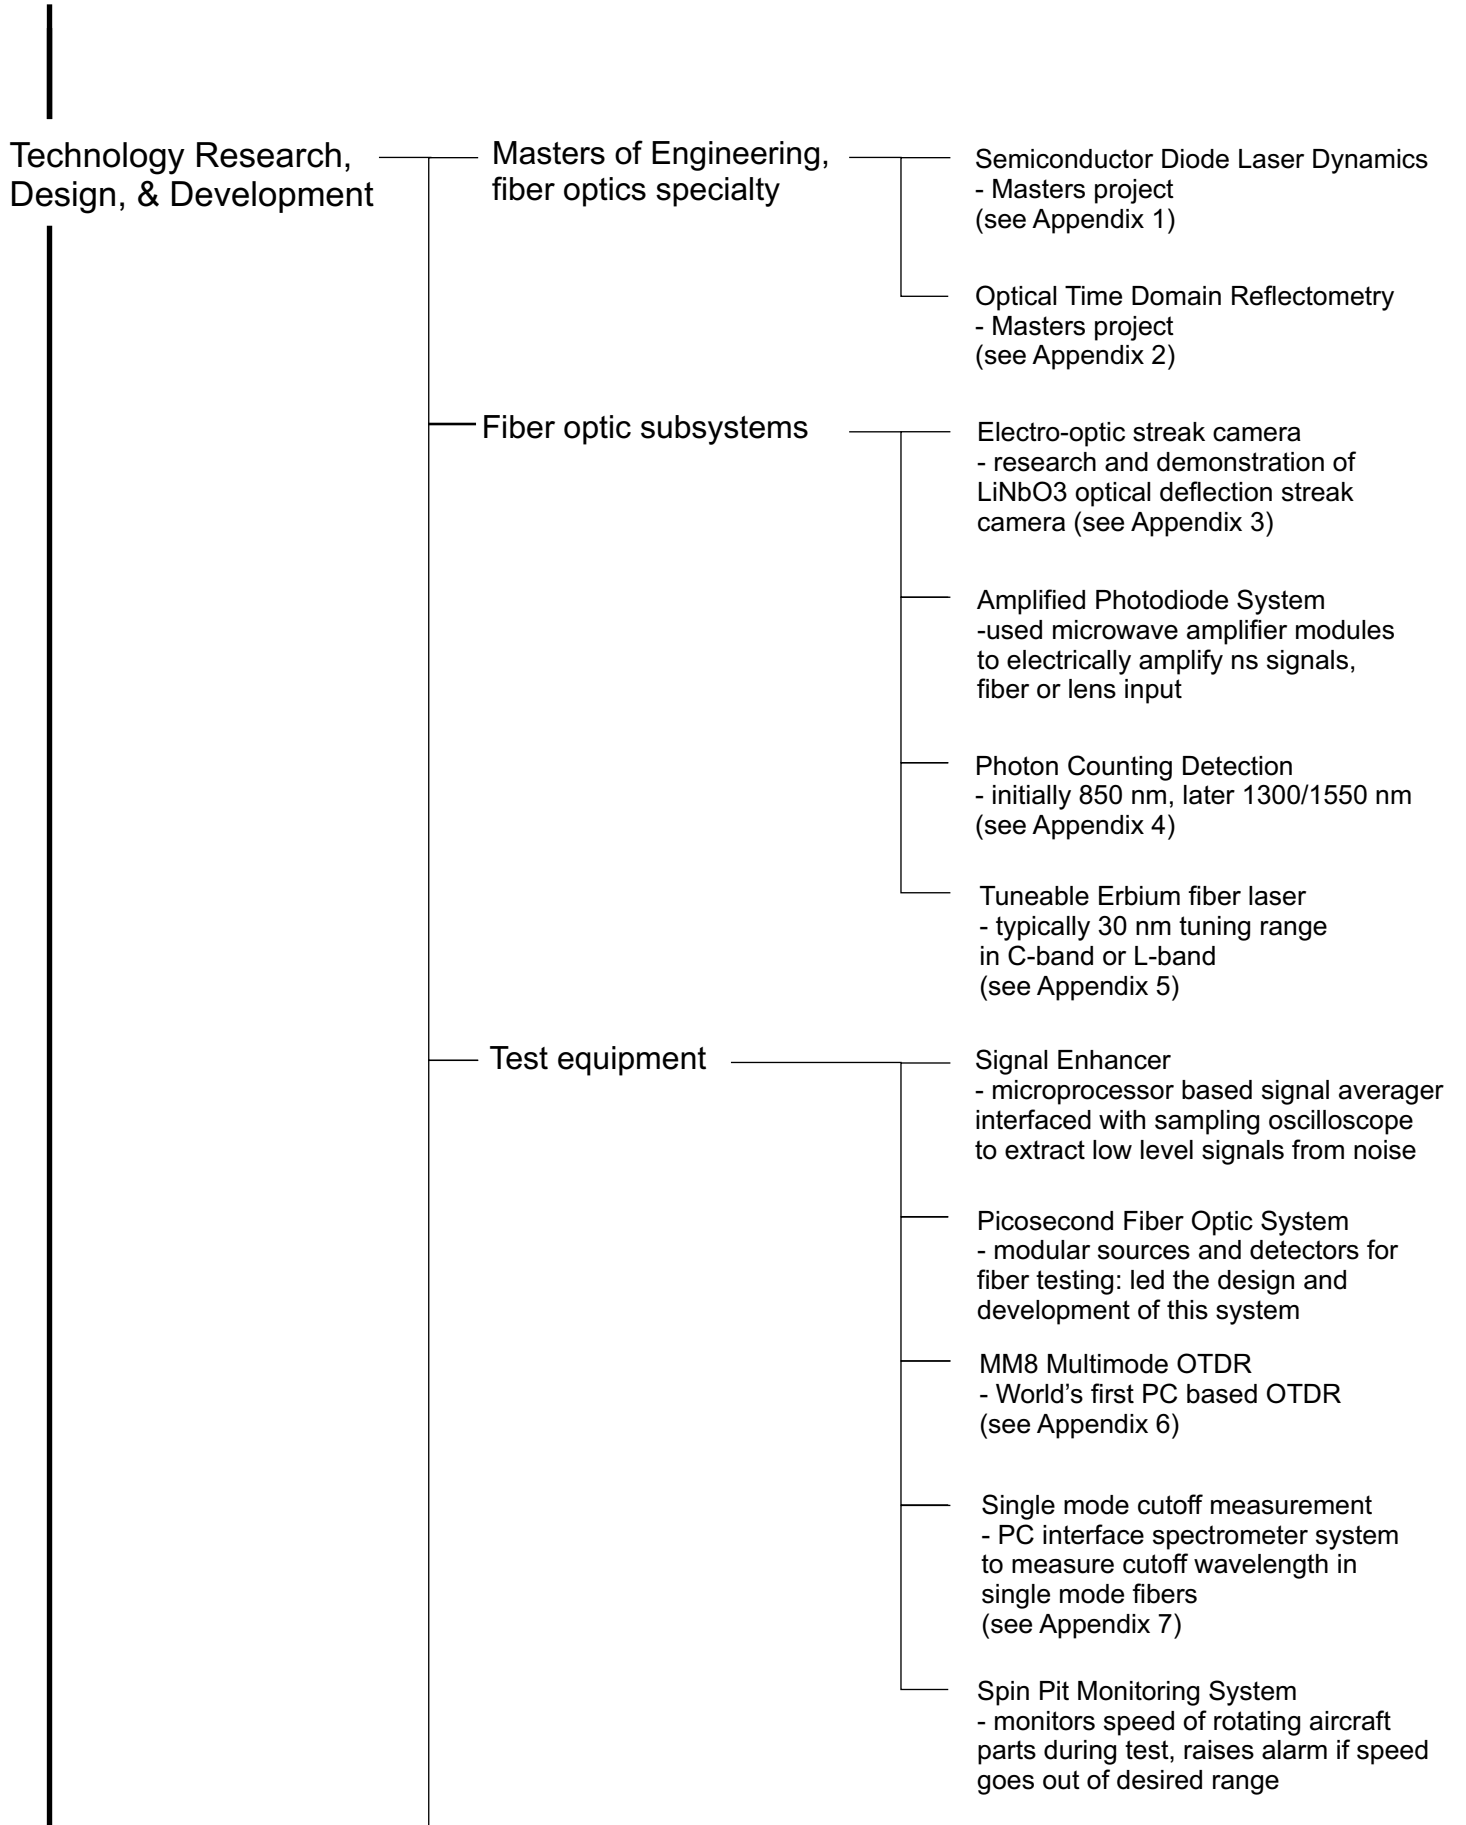 Technology Research,
Design, & Development
Masters of Engineering,
fiber optics specialty
Semiconductor Diode Laser Dynamics
- Masters project
(see Appendix 1)
Optical Time Domain Reflectometry
- Masters project
(see Appendix 2)
Fiber optic subsystems
Electro-optic streak camera
- research and demonstration of
LiNbO3 optical deflection streak
camera (see Appendix 3)
Amplified Photodiode System
-used microwave amplifier modules
to electrically amplify ns signals,
fiber or lens input
Photon Counting Detection
- initially 850 nm, later 1300/1550 nm
(see Appendix 4)
Tuneable Erbium fiber laser
- typically 30 nm tuning range
in C-band or L-band
(see Appendix 5)
Test equipment
Signal Enhancer
- microprocessor based signal averager
interfaced with sampling oscilloscope
to extract low level signals from noise
Picosecond Fiber Optic System
- modular sources and detectors for
fiber testing: led the design and
development of this system
MM8 Multimode OTDR
- World’s first PC based OTDR
(see Appendix 6)
Single mode cutoff measurement
- PC interface spectrometer system
to measure cutoff wavelength in
single mode fibers
(see Appendix 7)
Spin Pit Monitoring System
- monitors speed of rotating aircraft
parts during test, raises alarm if speed
goes out of desired range